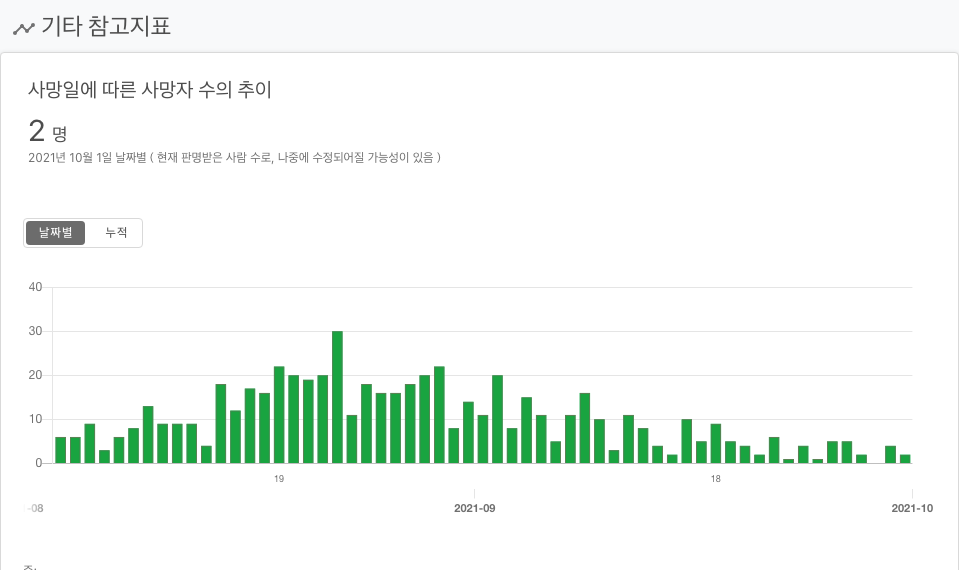 기타 참고지표
사망일에 따른 사망자 수의 추이
2 명
2021년 10월 1일 날짜별 ( 현재 판명받은 사람 수로, 나중에 수정되어질 가능성이 있음 )
날짜별 누적
40
30
20
10
0
19 18
-08 2021-09 2021-10